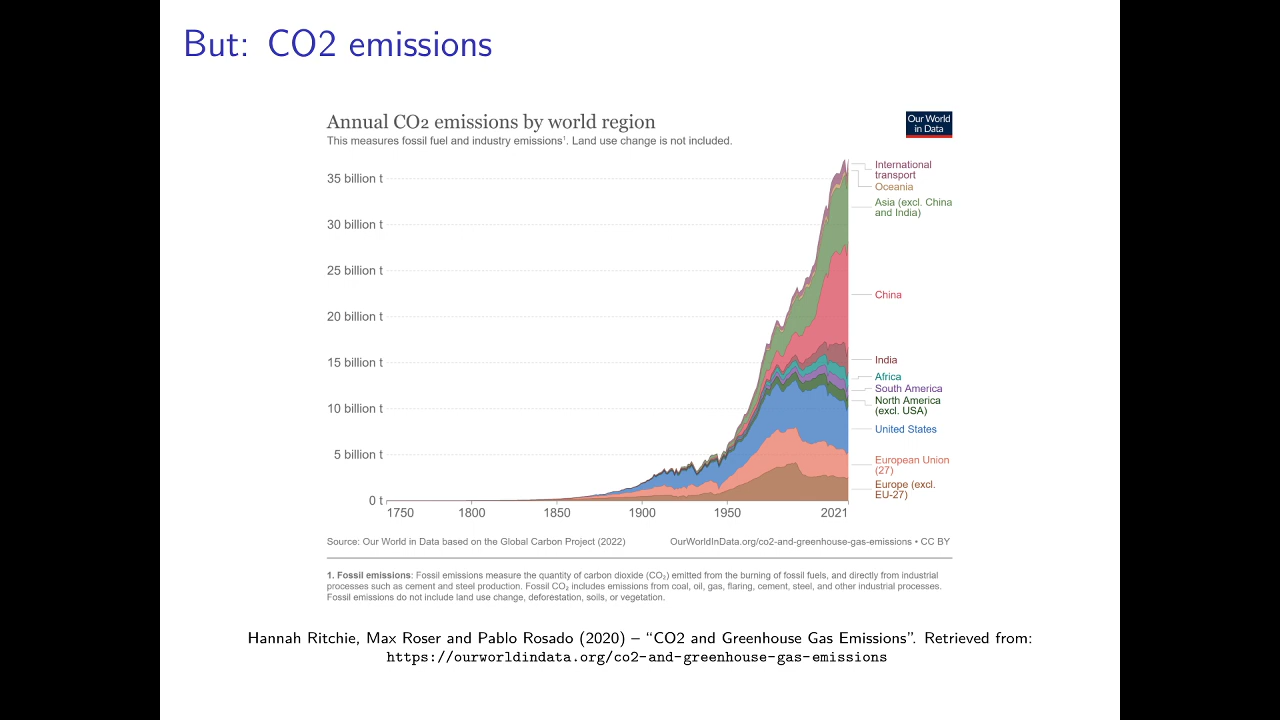 But: CO2 emissions
Annual CO₂ emissions by world region
This measures fossil fuel and industry emissions¹. Land use change is not included.
Our World
in Data
35 billion t
30 billion t
25 billion t
20 billion t
15 billion t
10 billion t
5 billion t
0 t
1750
1800
1850
1900
1950
2021
International
transport
Oceania
Asia (excl. China
and India)
China
India
Africa
South America
North America
(excl. USA)
United States
European Union
(27)
Europe (excl.
EU-27)
Source: Our World in Data based on the Global Carbon Project (2022)
OurWorldInData.org/co2-and-greenhouse-gas-emissions • CC BY
1. Fossil emissions: Fossil emissions measure the quantity of carbon dioxide (CO₂) emitted from the burning of fossil fuels, and directly from industrial
processes such as cement and steel production. Fossil CO₂ includes emissions from coal, oil, gas, flaring, cement, steel, and other industrial processes.
Fossil emissions do not include land use change, deforestation, soils, or vegetation.
Hannah Ritchie, Max Roser and Pablo Rosado (2020) – “CO2 and Greenhouse Gas Emissions”. Retrieved from:
https://ourworldindata.org/co2-and-greenhouse-gas-emissions